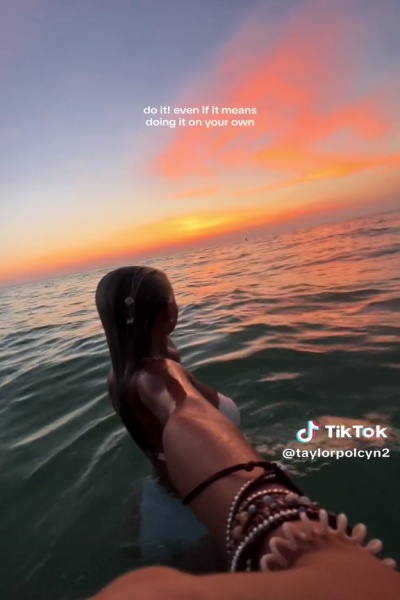 do it! even if it means
doing it on your own
TikTok
@taylorpolcyn2